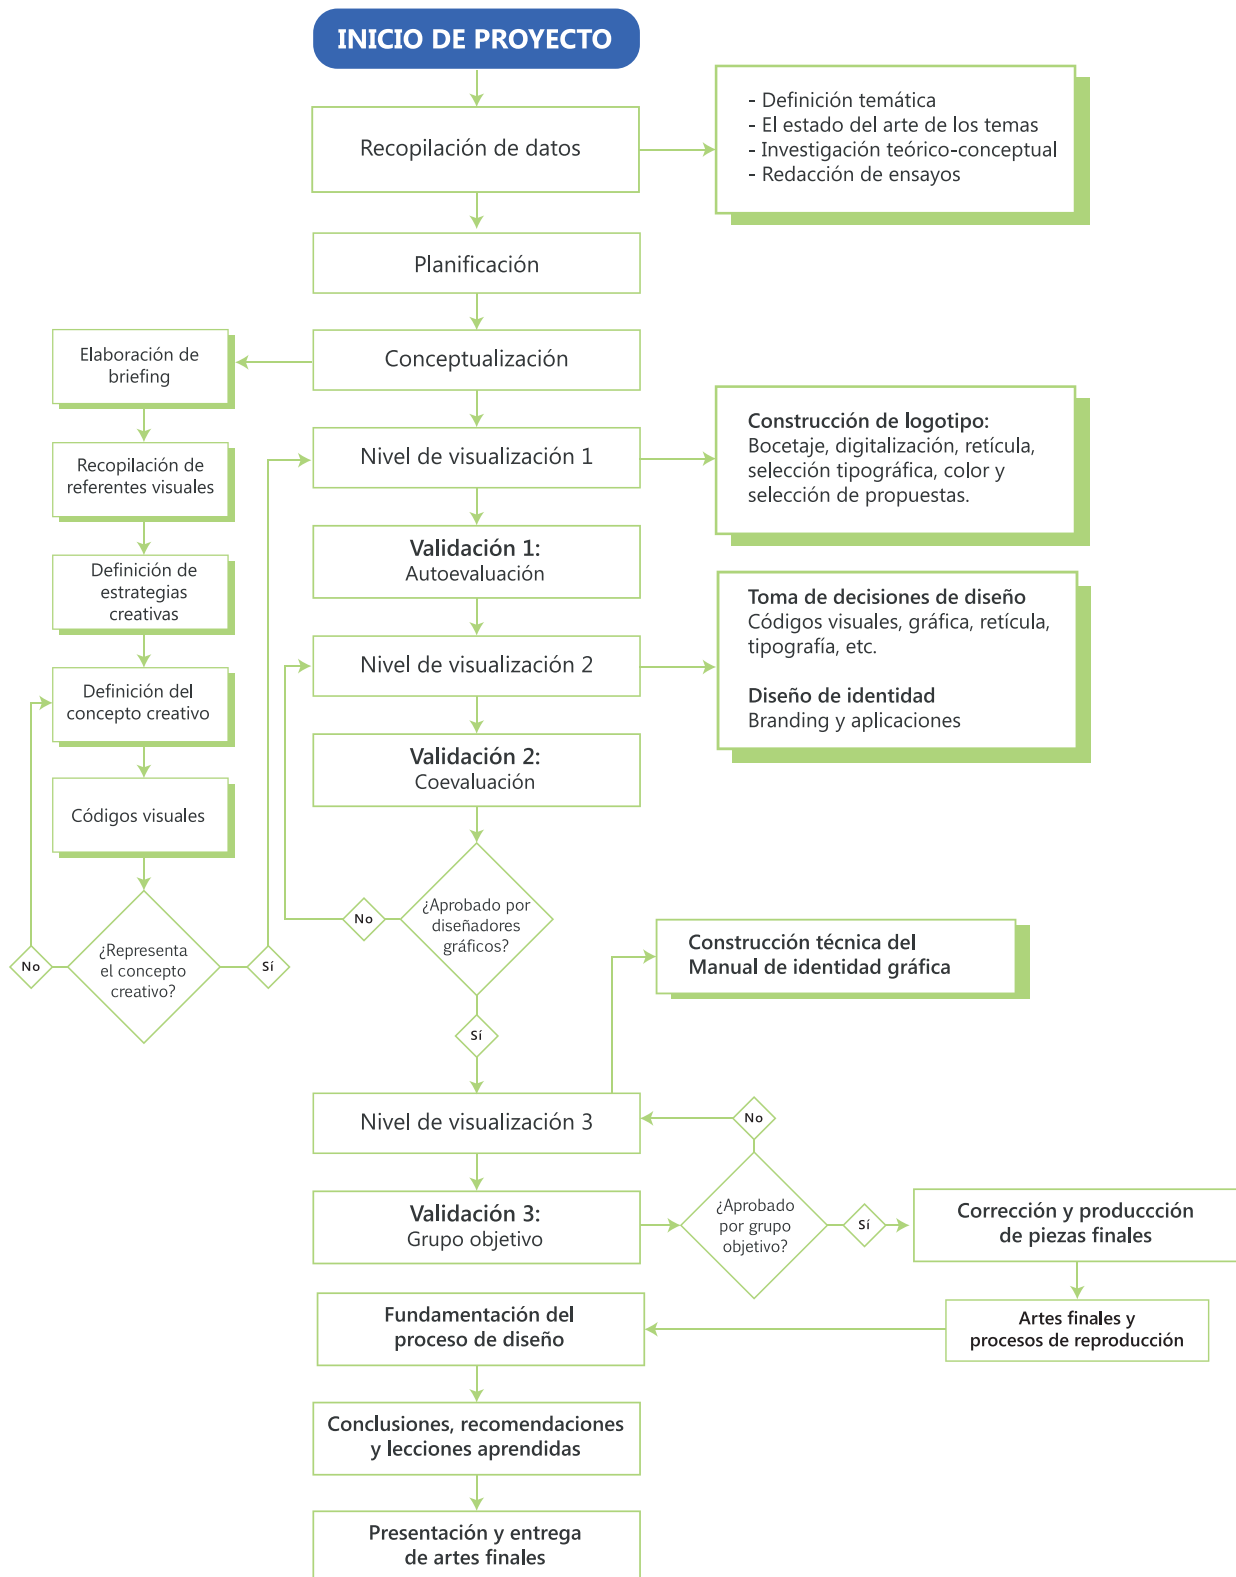 INICIO DE PROYECTO
Recopilación de datos
- Definición temática
- El estado del arte de los temas
- Investigación teórico-conceptual
- Redacción de ensayos
Planificación
Conceptualización
Elaboración de
briefing
Recopilación de
referentes visuales
Definición de
estrategias
creativas
Definición del
concepto creativo
Códigos visuales
¿Representa
el concepto
creativo?
No
Sí
Nivel de visualización 1
Construcción de logotipo:
Bocetaje, digitalización, retícula,
selección tipográfica, color y
selección de propuestas.
Validación 1:
Autoevaluación
Nivel de visualización 2
Toma de decisiones de diseño
Códigos visuales, gráfica, retícula,
tipografía, etc.
Diseño de identidad
Branding y aplicaciones
Validación 2:
Coevaluación
¿Aprobado por
diseñadores
gráficos?
No
Sí
Construcción técnica del
Manual de identidad gráfica
Nivel de visualización 3
Validación 3:
Grupo objetivo
¿Aprobado
por grupo
objetivo?
No
Sí
Corrección y produccción
de piezas finales
Artes finales y
procesos de reproducción
Fundamentación del
proceso de diseño
Conclusiones, recomendaciones
y lecciones aprendidas
Presentación y entrega
de artes finales